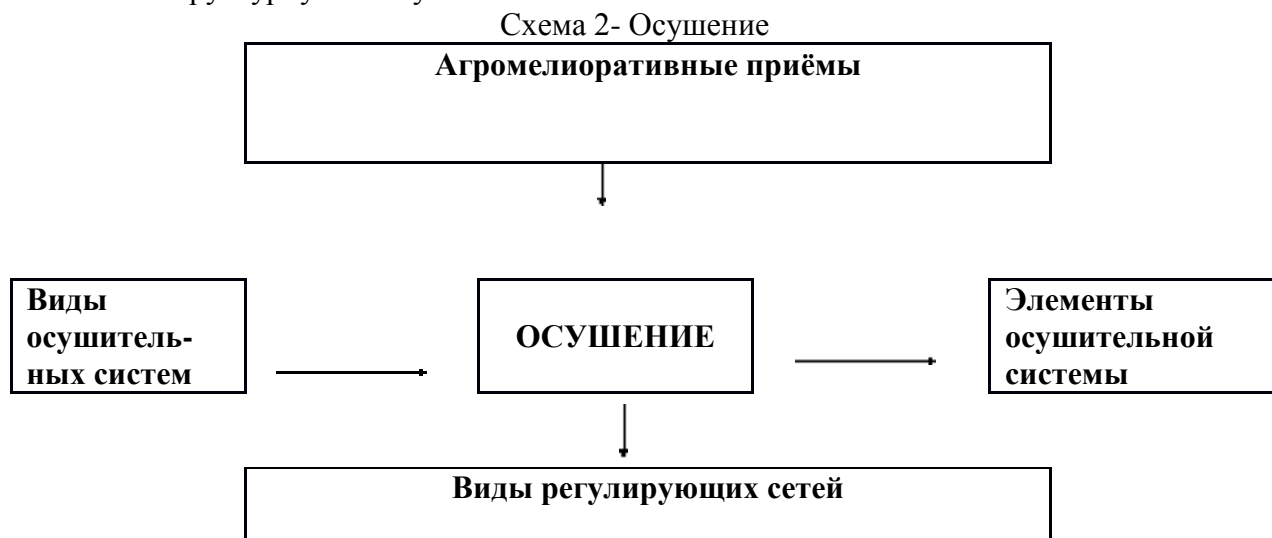 Схема 2- Осушение
Агромелиоративные приёмы
Виды
осушитель-
ных систем
ОСУШЕНИЕ
Элементы
осушительной
системы
Виды регулирующих сетей